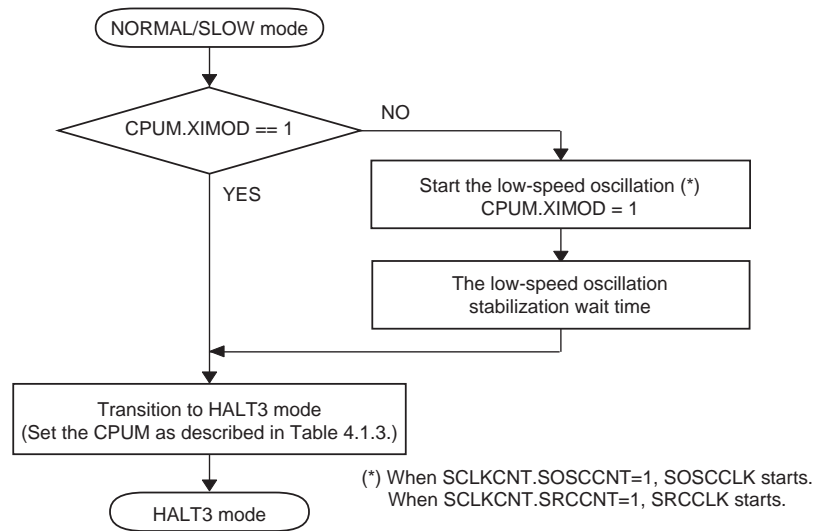 NORMAL/SLOW mode
CPUM.XIMOD == 1
NO
YES
Start the low-speed oscillation (*)
CPUM.XIMOD = 1
The low-speed oscillation
stabilization wait time
Transition to HALT3 mode
(Set the CPUM as described in Table 4.1.3.)
HALT3 mode
(*) When SCLKCNT.SOSCCNT=1, SOSCCLK starts.
When SCLKCNT.SRCCNT=1, SRCCLK starts.